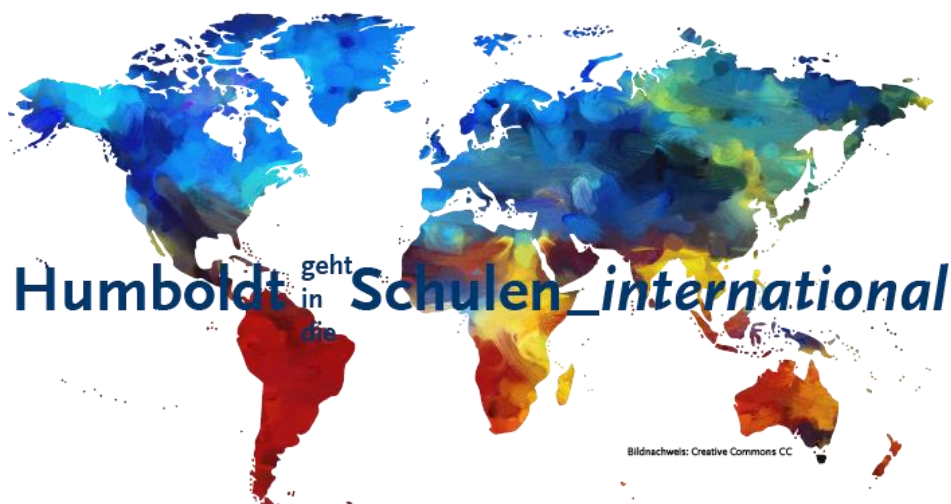 Humboldt geht in die Schulen_international
Bildnachweis: Creative Commons CC